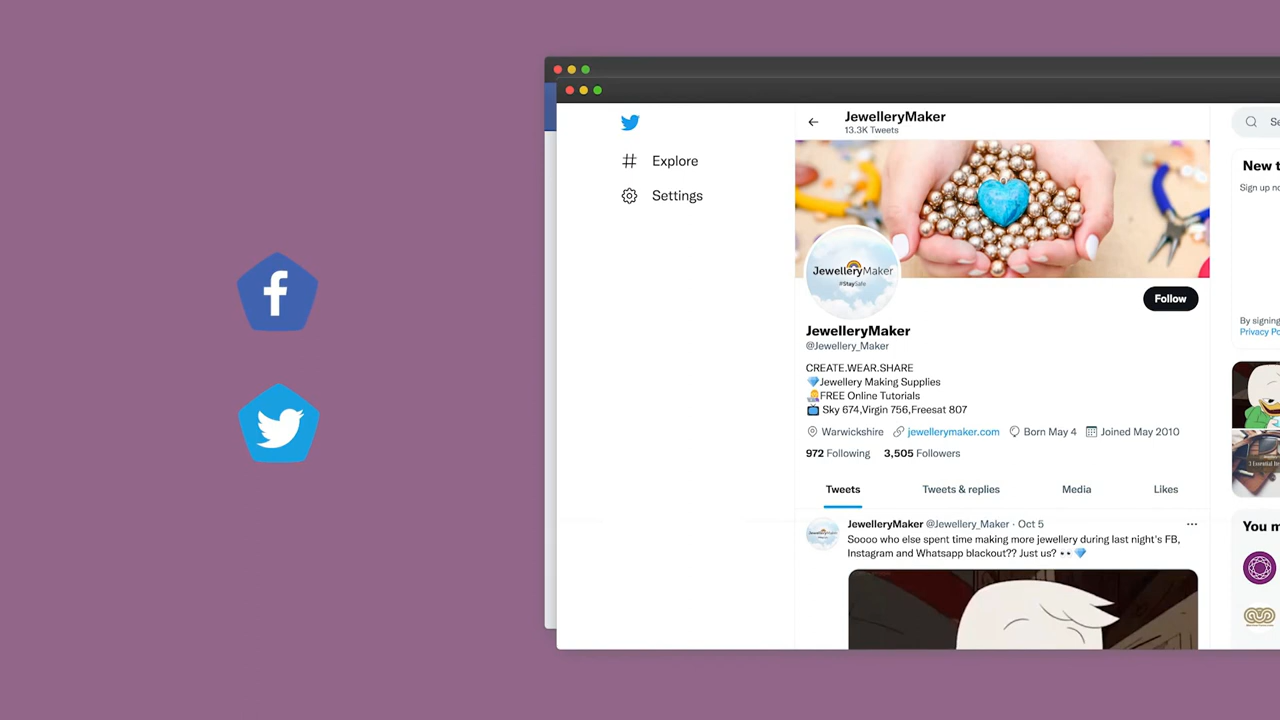 JewelleryMaker
13.3K Tweets
Explore
Settings
JewelleryMaker
#StaySafe
Follow
JewelleryMaker
@Jewellery_Maker
CREATE.WEAR.SHARE
Jewellery Making Supplies
FREE Online Tutorials
Sky 674,Virgin 756,Freesat 807
Warwickshire jewellerymaker.com Born May 4 Joined May 2010
972 Following 3,505 Followers
Tweets Tweets & replies Media Likes
JewelleryMaker @Jewellery_Maker · Oct 5
Soooo who else spent time making more jewellery during last night's FB,
Instagram and Whatsapp blackout?? Just us? 👀 💎
Se
New t
Sign up no
By signing
Privacy Po
You m